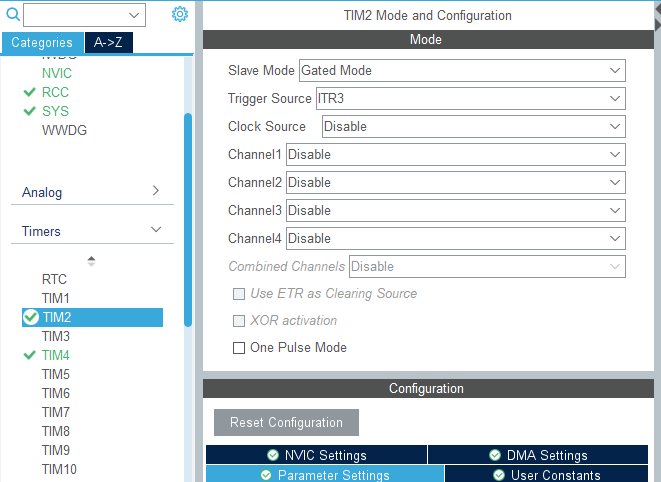 TIM2 Mode and Configuration
Categories
A->Z
Mode
NVIC
RCC
SYS
WWDG
Analog
Timers
RTC
TIM1
TIM2
TIM3
TIM4
TIM5
TIM6
TIM7
TIM8
TIM9
TIM10
Slave Mode Gated Mode
Trigger Source ITR3
Clock Source Disable
Channel1 Disable
Channel2 Disable
Channel3 Disable
Channel4 Disable
Combined Channels Disable
Use ETR as Clearing Source
XOR activation
One Pulse Mode
Configuration
Reset Configuration
NVIC Settings
DMA Settings
Parameter Settings
User Constants